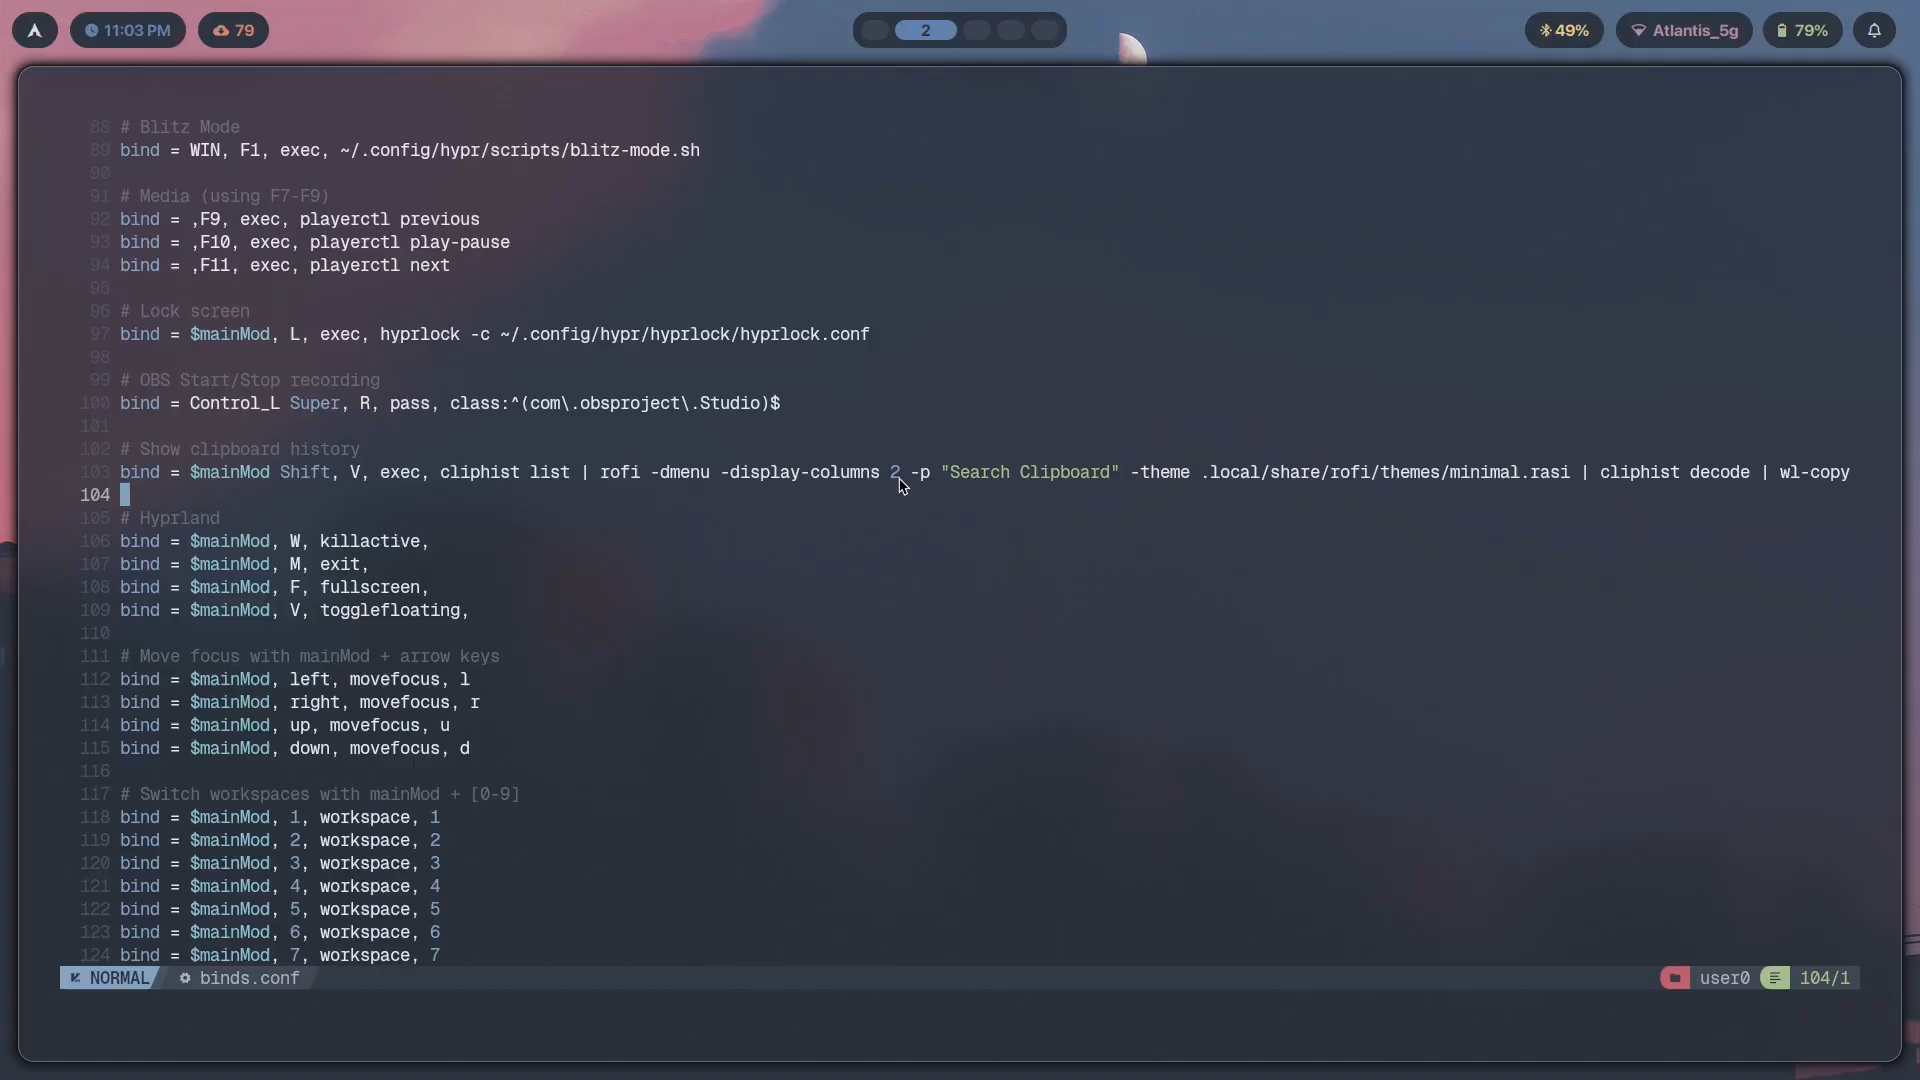 11:03 PM
79
2
49%
Atlantis_5g
79%
88 # Blitz Mode
89 bind = WIN, F1, exec, ~/.config/hypr/scripts/blitz-mode.sh
90
91 # Media (using F7-F9)
92 bind = ,F9, exec, playerctl previous
93 bind = ,F10, exec, playerctl play-pause
94 bind = ,F11, exec, playerctl next
95
96 # Lock screen
97 bind = $mainMod, L, exec, hyprlock -c ~/.config/hypr/hyprlock/hyprlock.conf
98
99 # OBS Start/Stop recording
100 bind = Control_L Super, R, pass, class:^(com\.obsproject\.Studio)$
101
102 # Show clipboard history
103 bind = $mainMod Shift, V, exec, cliphist list | rofi -dmenu -display-columns 2 -p "Search Clipboard" -theme .local/share/rofi/themes/minimal.rasi | cliphist decode | wl-copy
104
105 # Hyprland
106 bind = $mainMod, W, killactive,
107 bind = $mainMod, M, exit,
108 bind = $mainMod, F, fullscreen,
109 bind = $mainMod, V, togglefloating,
110
111 # Move focus with mainMod + arrow keys
112 bind = $mainMod, left, movefocus, l
113 bind = $mainMod, right, movefocus, r
114 bind = $mainMod, up, movefocus, u
115 bind = $mainMod, down, movefocus, d
116
117 # Switch workspaces with mainMod + [0-9]
118 bind = $mainMod, 1, workspace, 1
119 bind = $mainMod, 2, workspace, 2
120 bind = $mainMod, 3, workspace, 3
121 bind = $mainMod, 4, workspace, 4
122 bind = $mainMod, 5, workspace, 5
123 bind = $mainMod, 6, workspace, 6
124 bind = $mainMod, 7, workspace, 7
NORMAL binds.conf user0 104/1